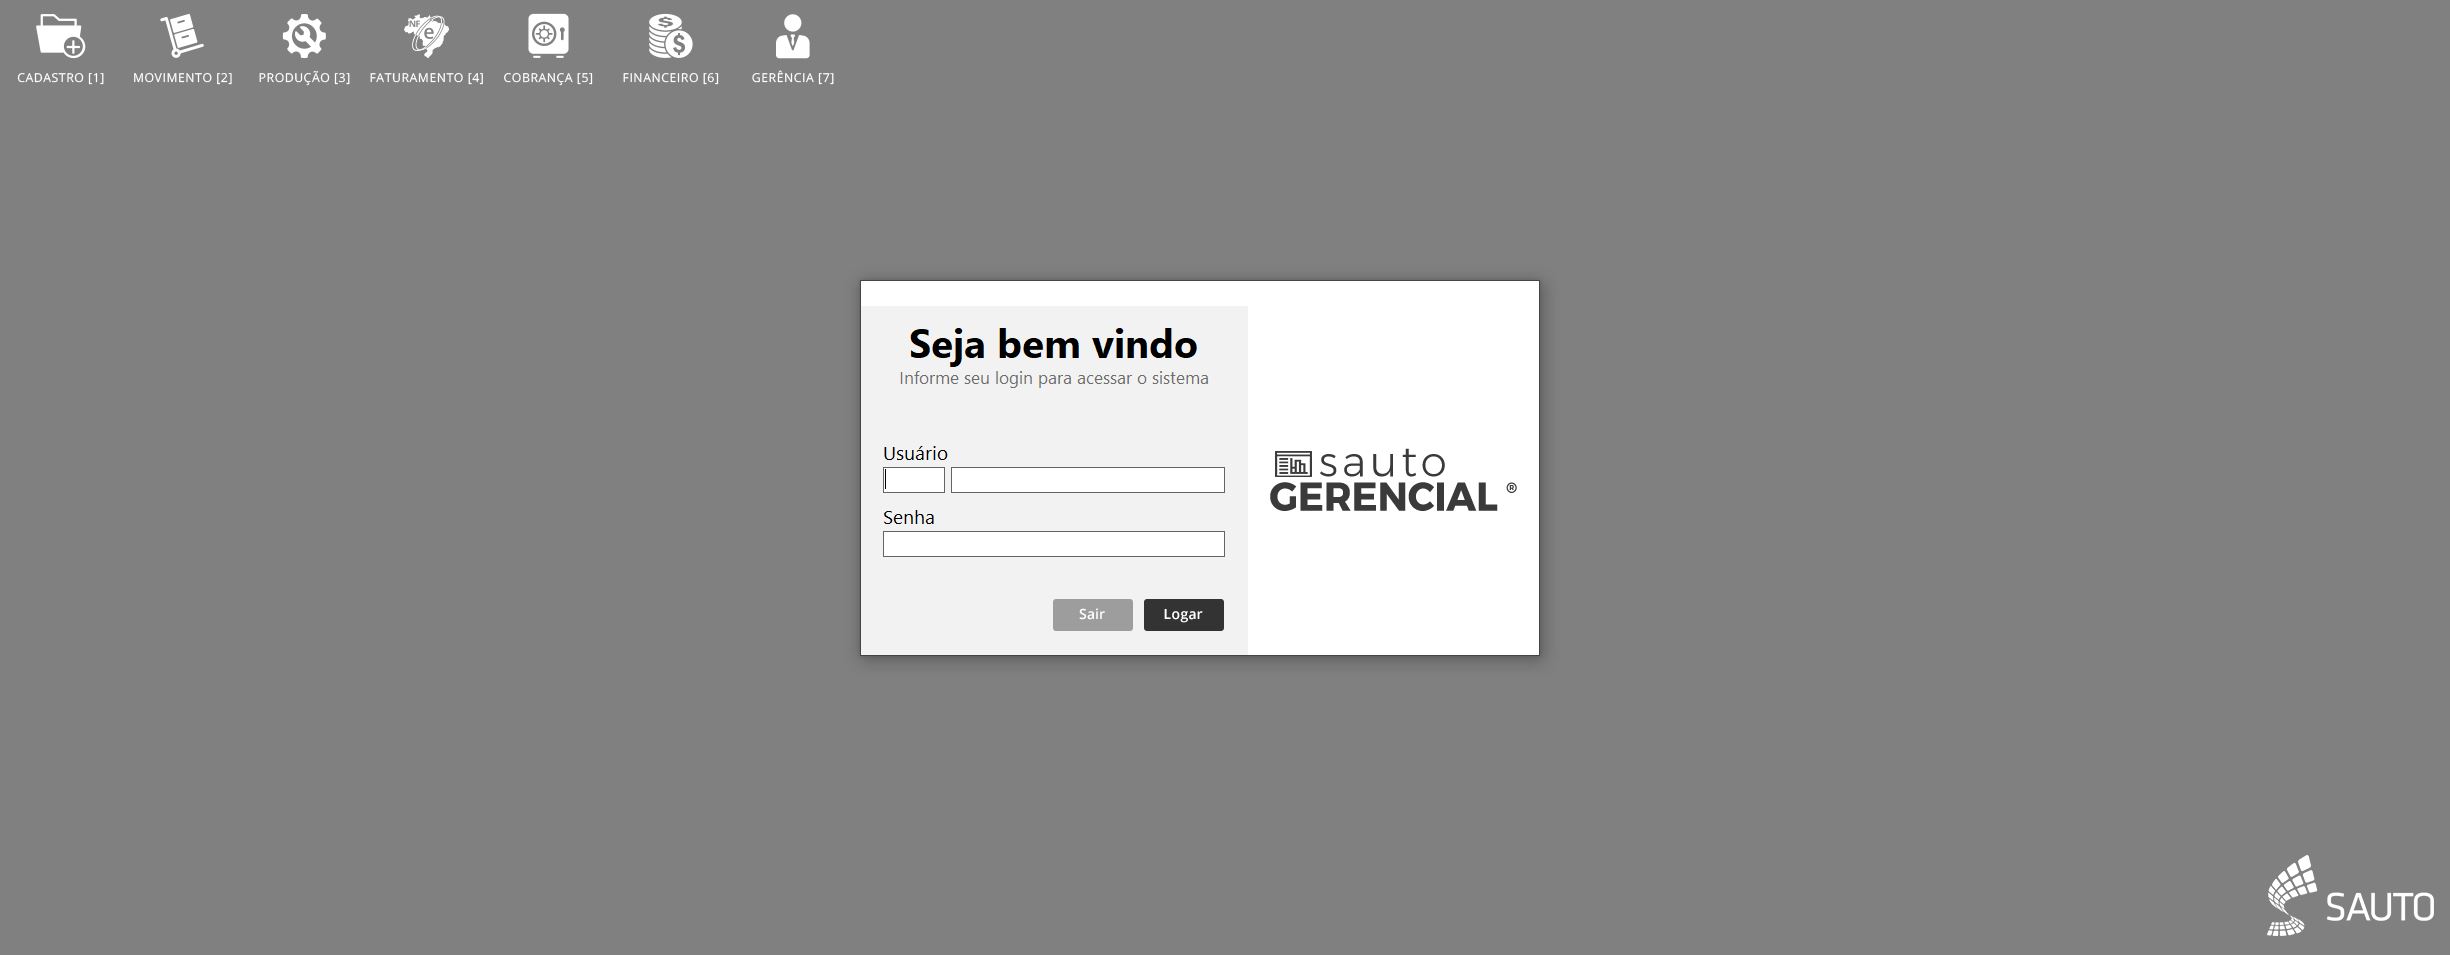 CADASTRO [1] MOVIMENTO [2] PRODUÇÃO [3] FATURAMENTO [4] COBRANÇA [5] FINANCEIRO [6] GERÊNCIA [7]
Seja bem vindo
Informe seu login para acessar o sistema
Usuário
Senha
Sair Logar
sauto
GERENCIAL ®
SAUTO